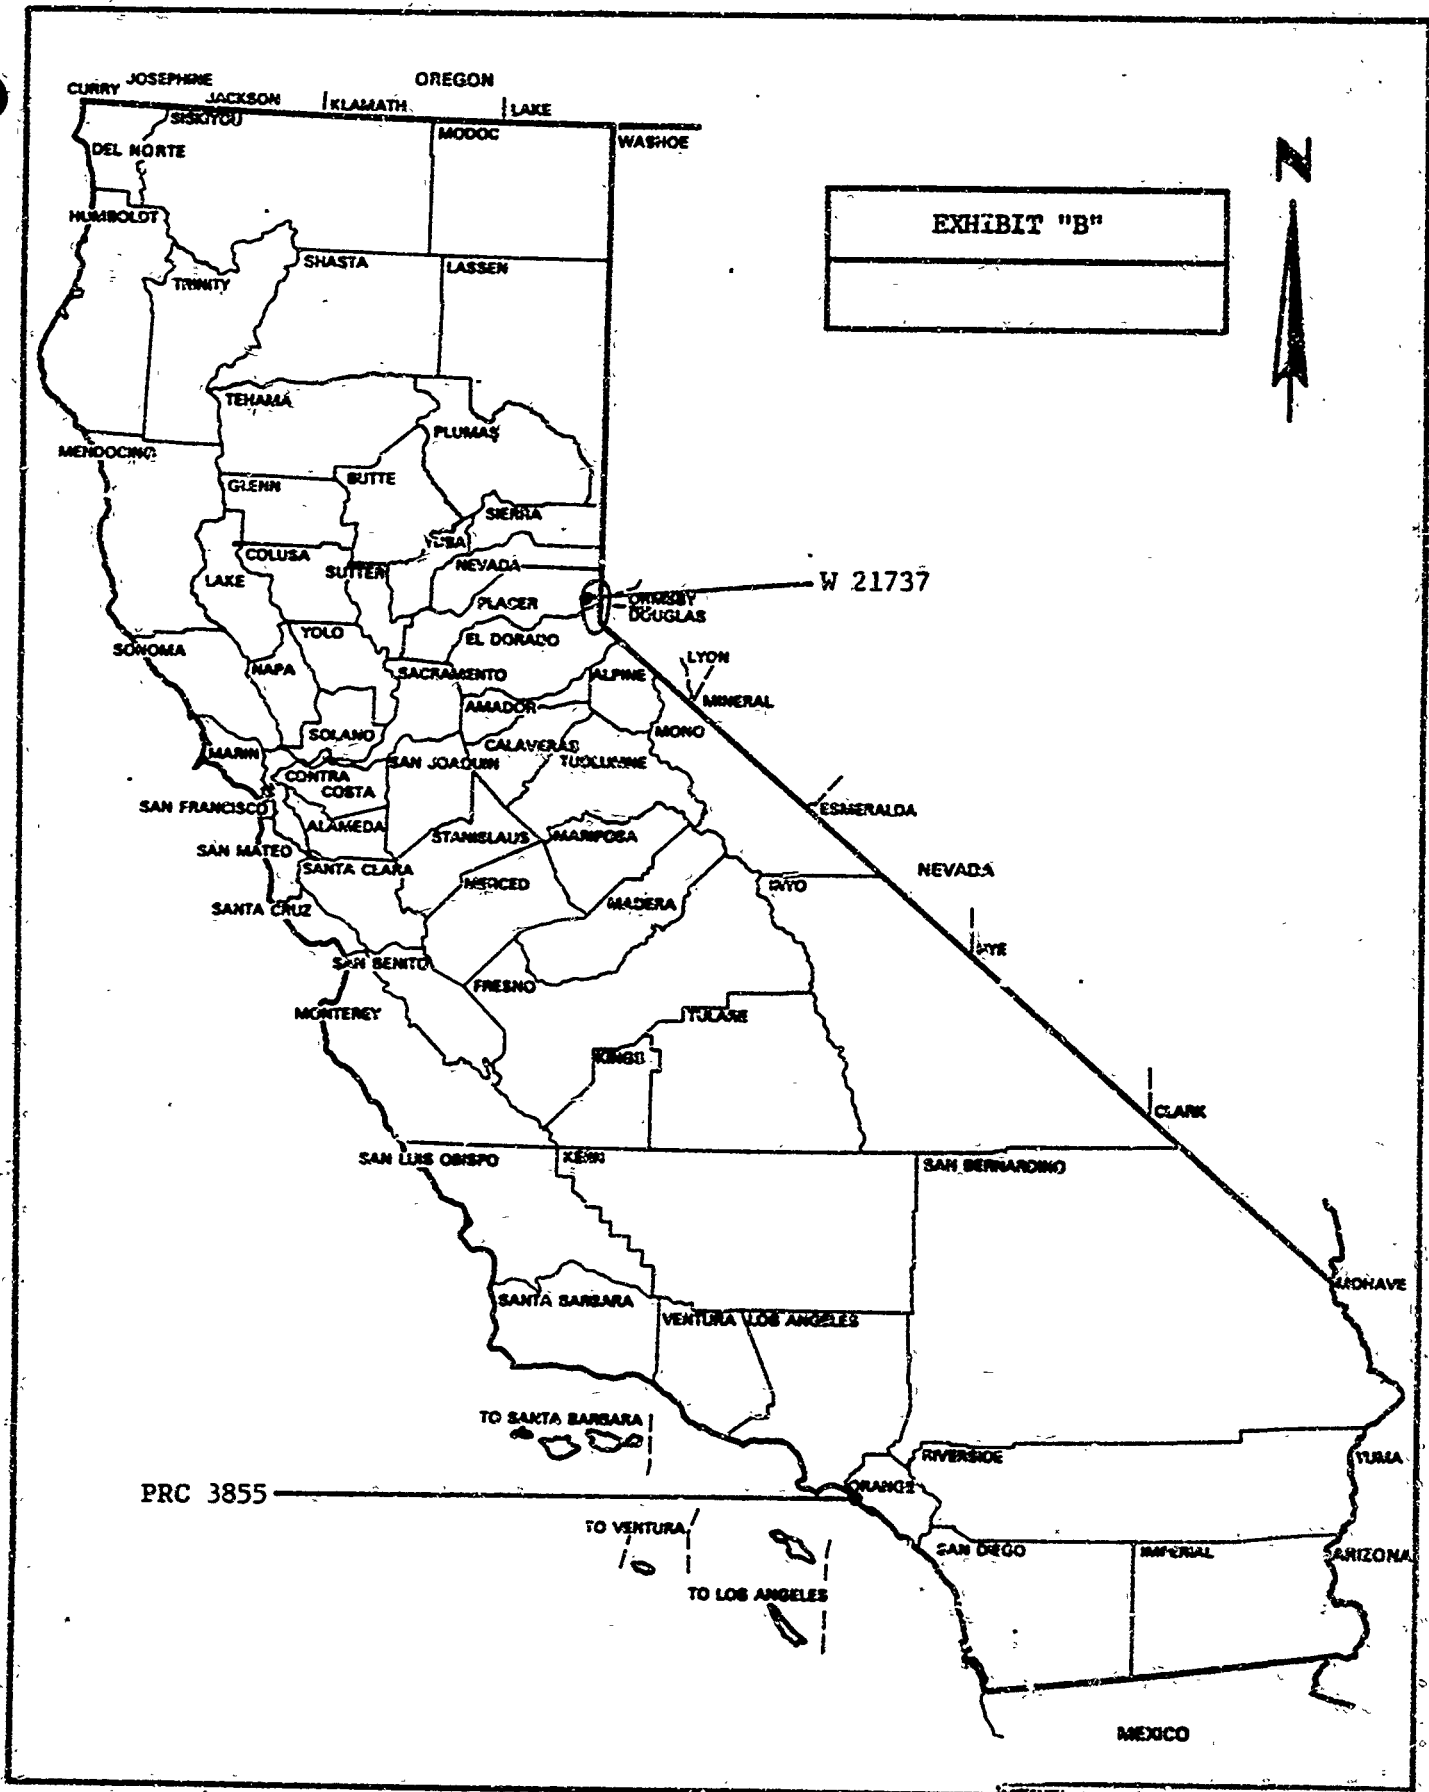 OREGON
JOSEPHINE
CURRY
JACKSON
KLAMATH
LAKE
SISKIYOU
MODOC
WASHOE
DEL NORTE
N
HUMBOLDT
EXHIBIT "B"
SHASTA
LASSEN
TRINITY
TEHAMA
PLUMAS
MENDOCINO
BUTTE
GLENN
SIERRA
YUBA
COLUSA
NEVADA
SUTTER
LAKE
W 21737
ORMSBY
PLACER
DOUGLAS
YOLO
EL DORADO
SONOMA
LYON
NAPA
SACRAMENTO
ALPINE
MINERAL
AMADOR
SOLANO
MONO
CALAVERAS
MARIN
SAN JOAQUIN
TUOLUMNE
CONTRA
COSTA
SAN FRANCISCO
ESMERALDA
ALAMEDA
STANISLAUS
MARIPOSA
SAN MATEO
SANTA CLARA
NEVADA
MERCED
INYO
MADERA
SANTA CRUZ
NYE
SAN BENITO
FRESNO
MONTEREY
TULARE
KINGS
CLARK
SAN LUIS OBISPO
KERN
SAN BERNARDINO
MOHAVE
SANTA BARBARA
VENTURA
LOS ANGELES
TO SANTA BARBARA
RIVERSIDE
YUMA
ORANGE
PRC 3855
TO VENTURA
SAN DIEGO
IMPERIAL
ARIZONA
TO LOS ANGELES
MEXICO